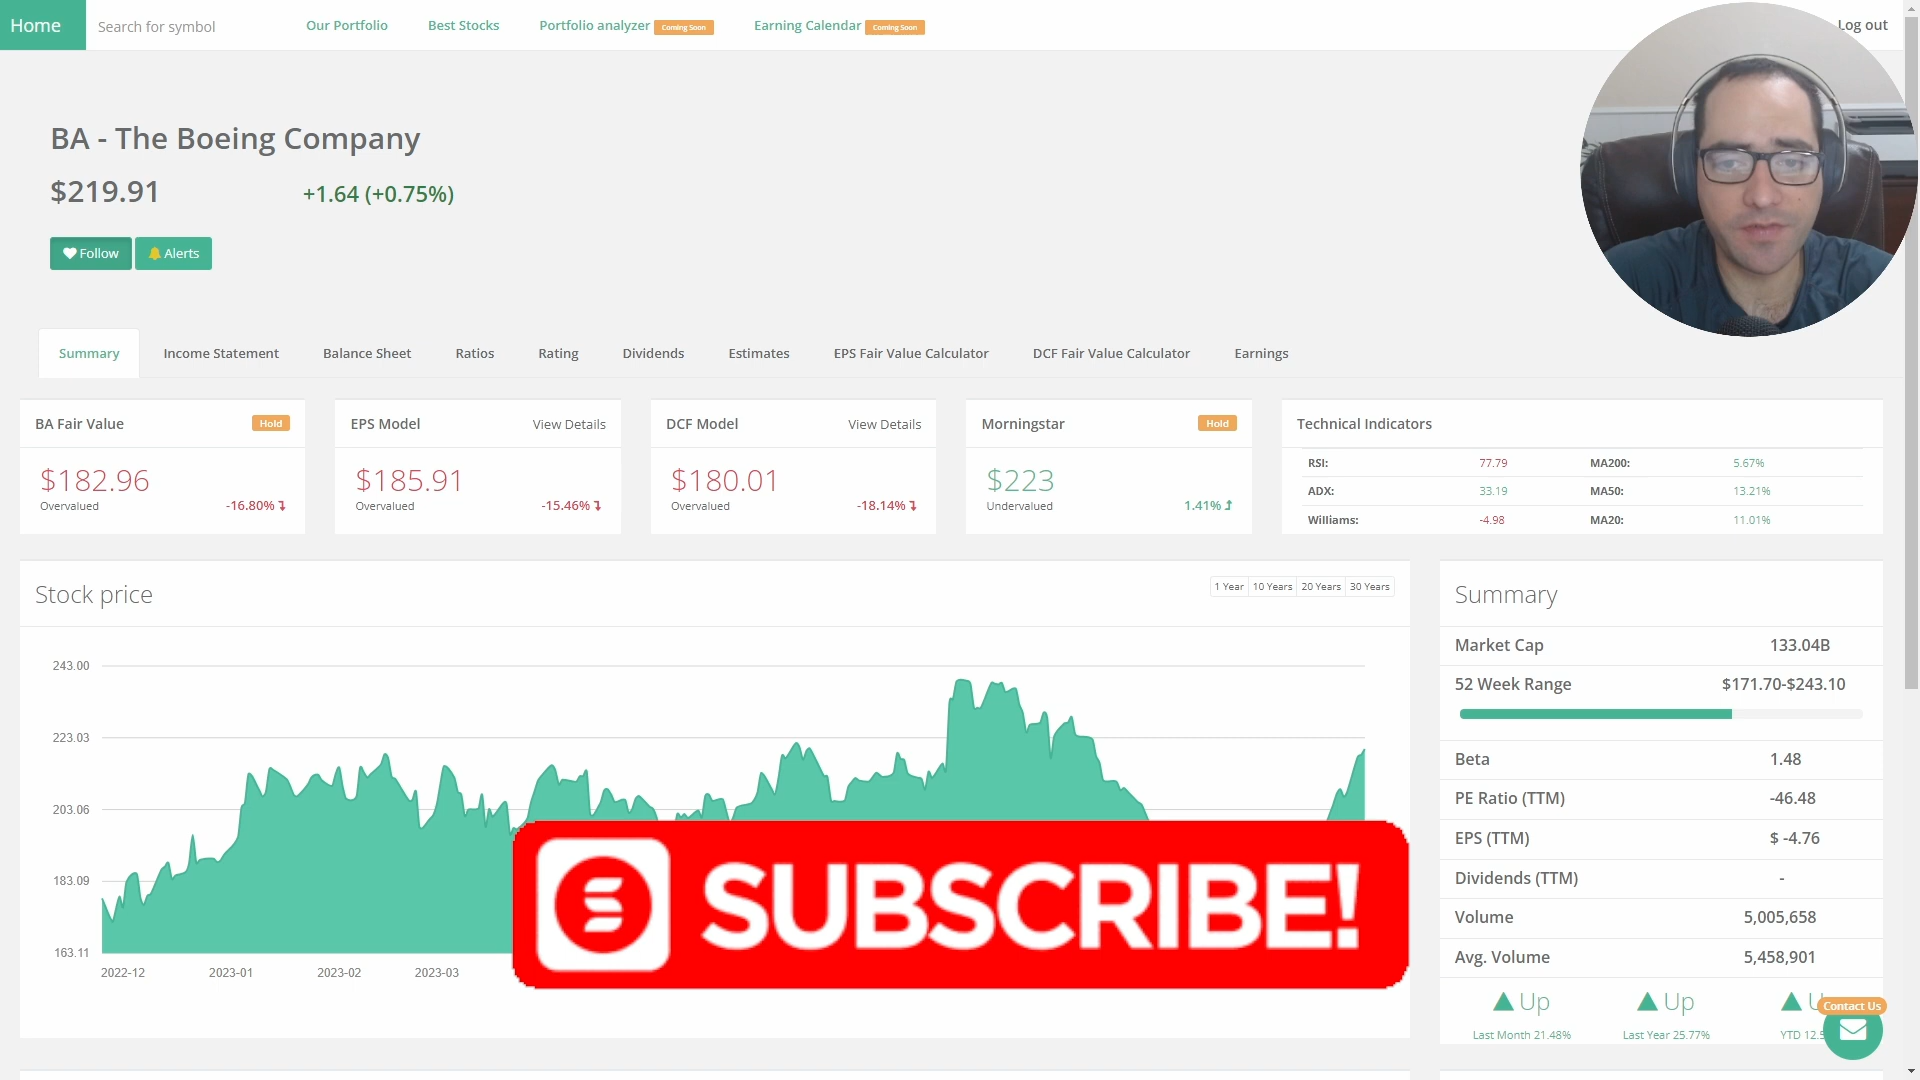 Home
Search for symbol
Our Portfolio
Best Stocks
Portfolio analyzer Coming Soon
Earning Calendar Coming Soon
Log out
BA - The Boeing Company
$219.91 +1.64 (+0.75%)
Follow
Alerts
Summary
Income Statement
Balance Sheet
Ratios
Rating
Dividends
Estimates
EPS Fair Value Calculator
DCF Fair Value Calculator
Earnings
BA Fair Value Hold
$182.96
Overvalued -16.80%
EPS Model View Details
$185.91
Overvalued -15.46%
DCF Model View Details
$180.01
Overvalued -18.14%
Morningstar Hold
$223
Undervalued 1.41%
Technical Indicators
RSI: 77.79 MA200: 5.67%
ADX: 33.19 MA50: 13.21%
Williams: -4.98 MA20: 11.01%
Stock price
1 Year 10 Years 20 Years 30 Years
243.00
223.03
203.06
183.09
163.11
2022-12 2023-01 2023-02 2023-03
SUBSCRIBE!
Summary
Market Cap 133.04B
52 Week Range $171.70-$243.10
Beta 1.48
PE Ratio (TTM) -46.48
EPS (TTM) $ -4.76
Dividends (TTM) -
Volume 5,005,658
Avg. Volume 5,458,901
Up Up
Last Month 21.48% Last Year 25.77% YTD
Contact Us